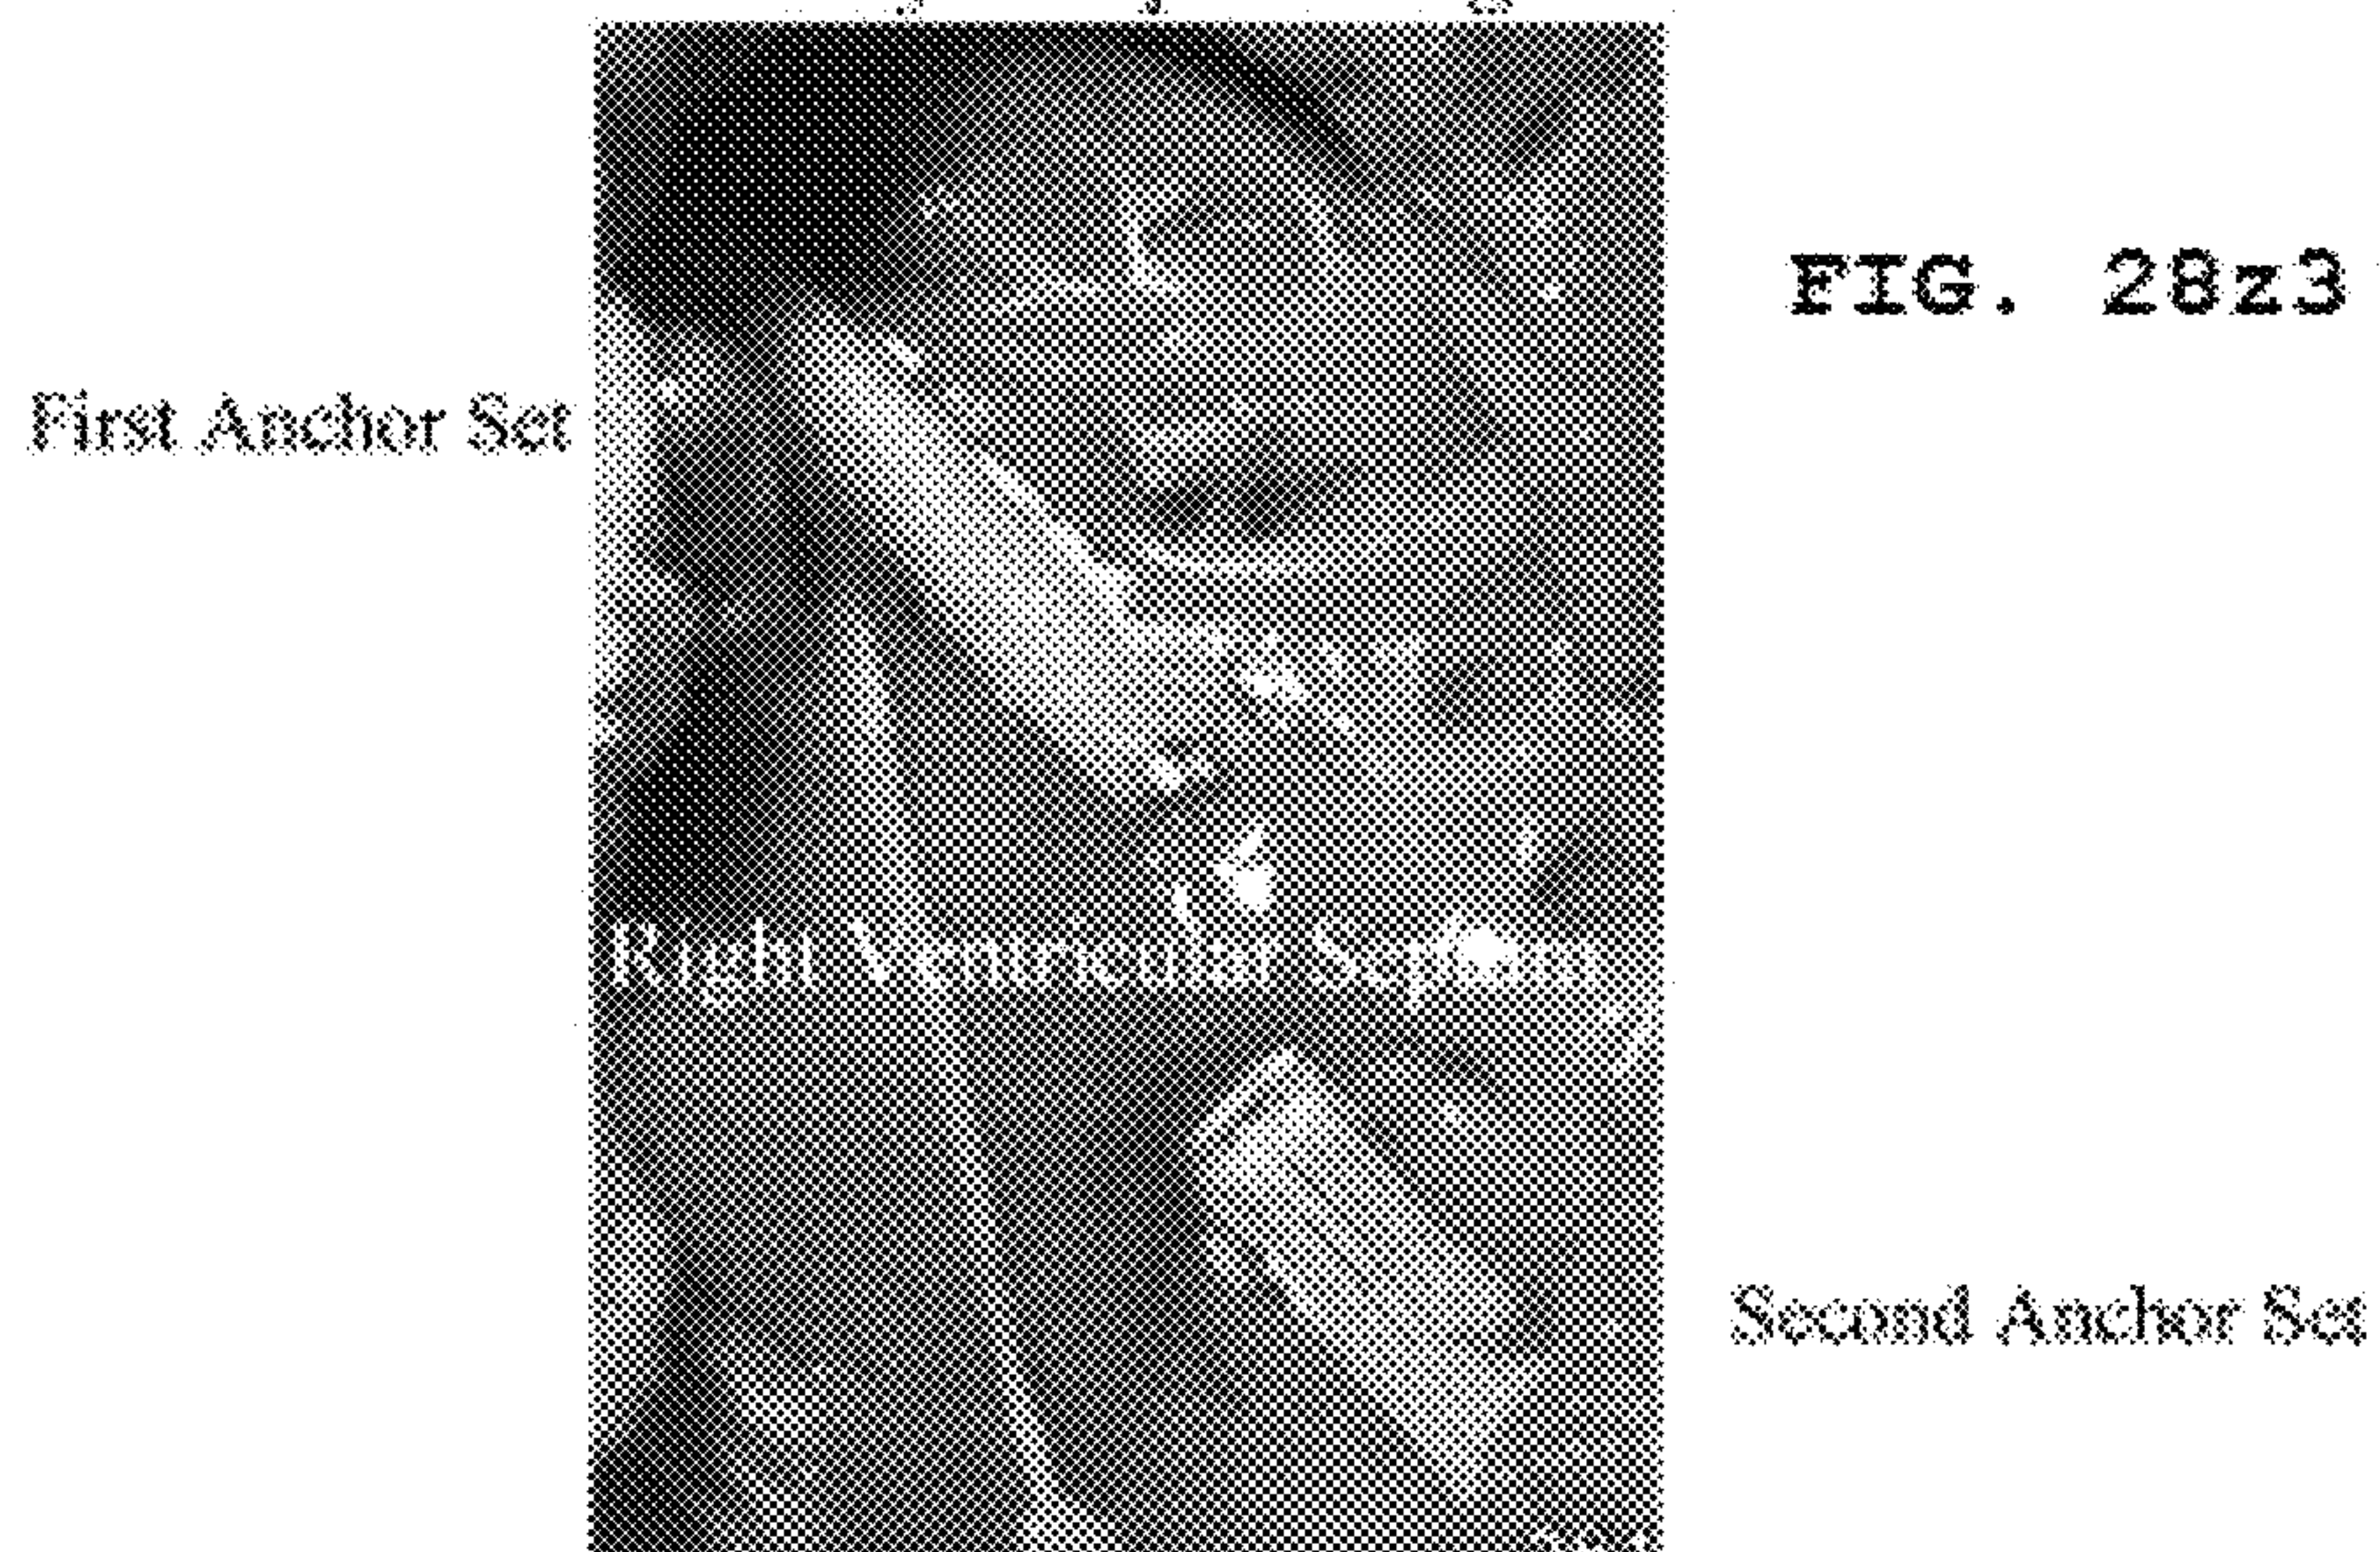 FIG. 28z3
First Anchor Set
Right Ventricular Septum
Second Anchor Set